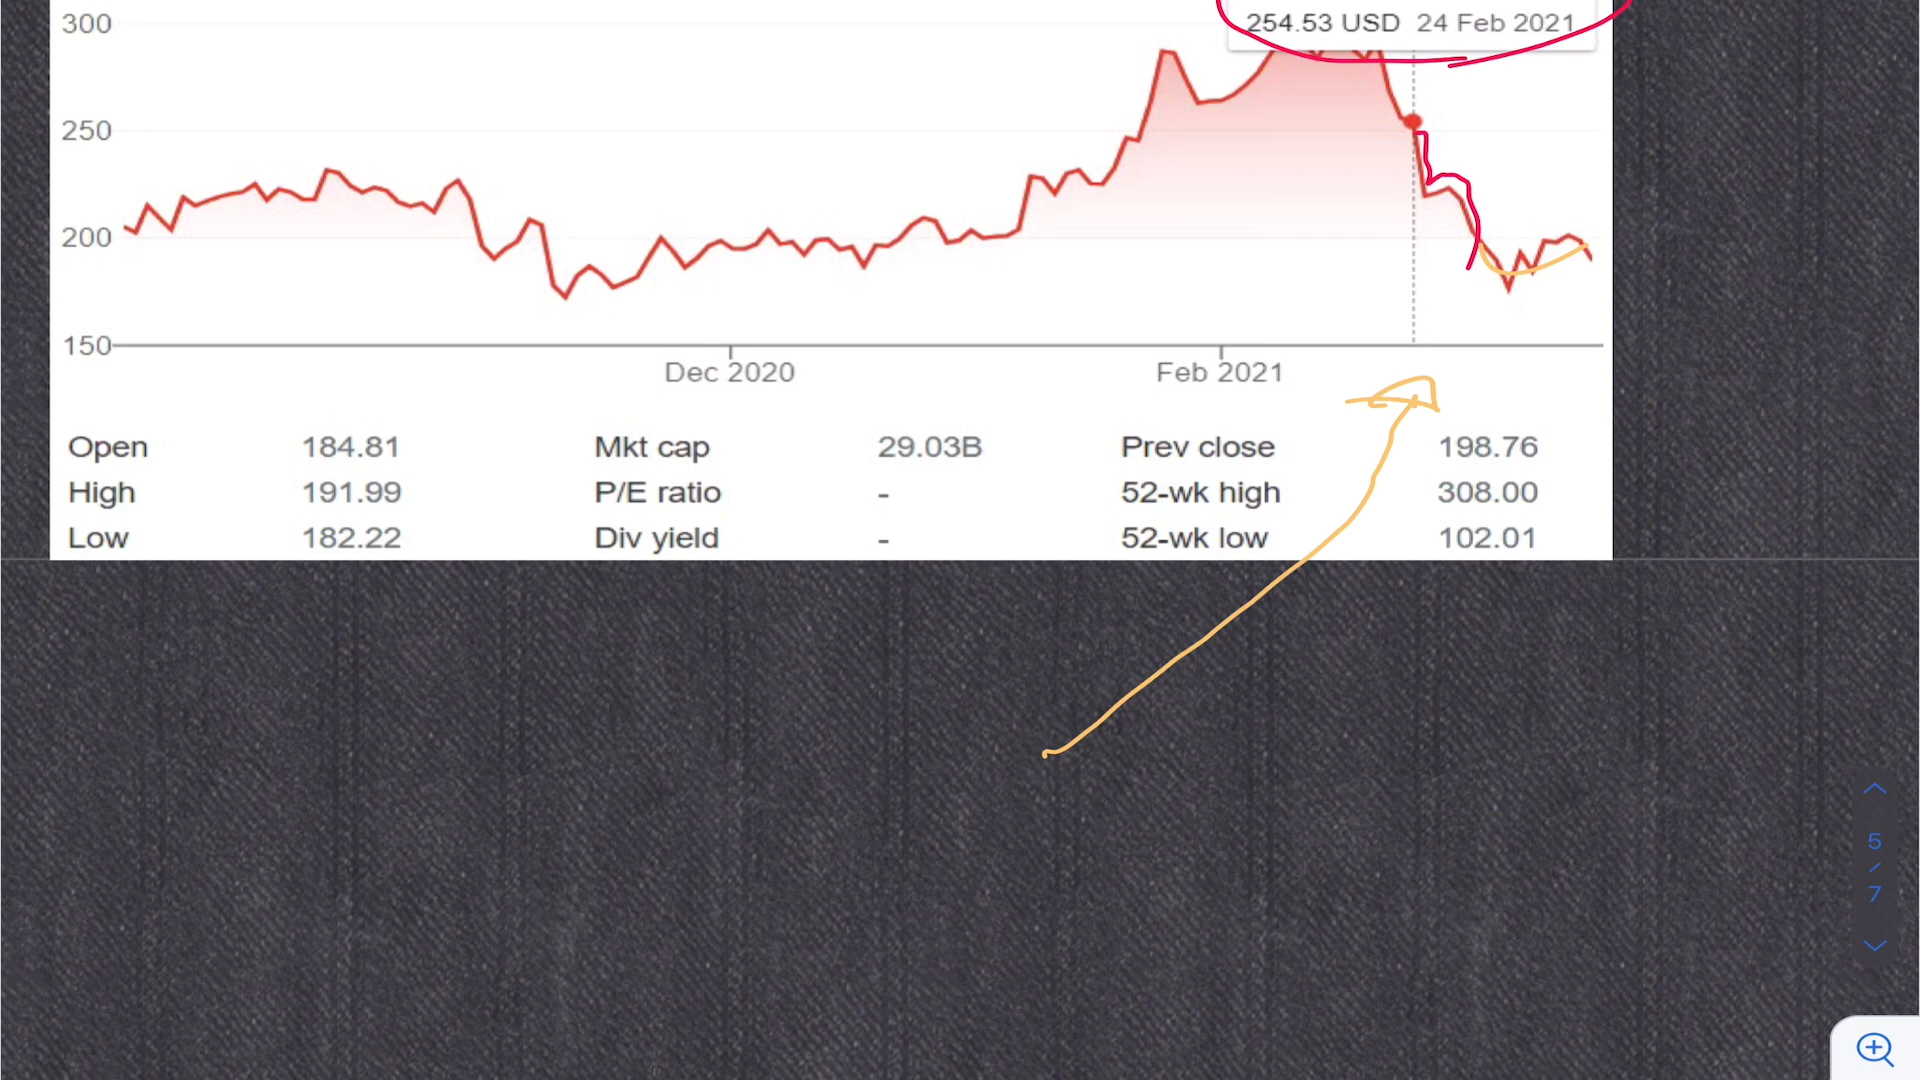 300
254.53 USD 24 Feb 2021
250
200
150
Dec 2020
Feb 2021
Open 184.81 Mkt cap 29.03B Prev close 198.76
High 191.99 P/E ratio - 52-wk high 308.00
Low 182.22 Div yield - 52-wk low 102.01
5
/
7